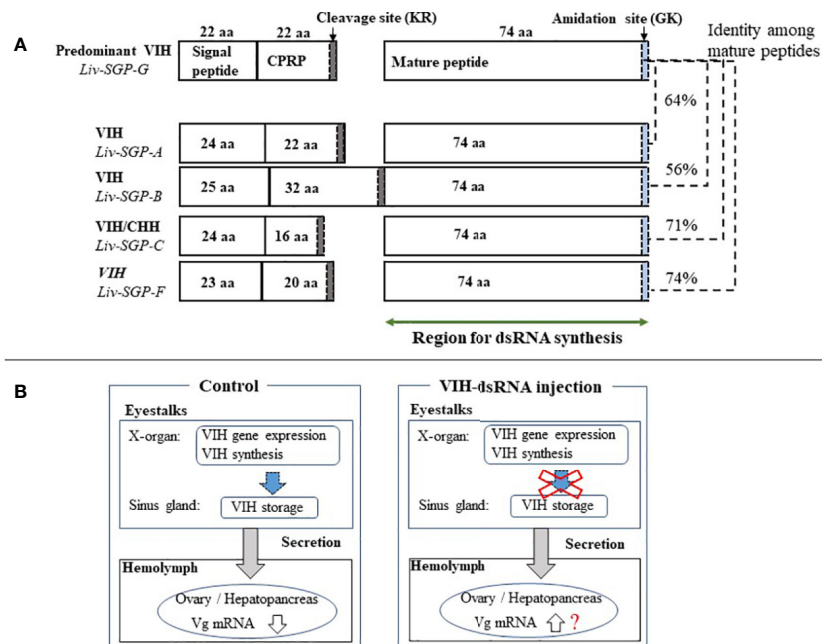 A
22 aa
22 aa
Cleavage site (KR)
74 aa
Amidation site (GK)
Identity among
mature peptides
Predominant VIH
Liv-SGP-G
Signal
peptide
CPRP
Mature peptide
64%
VIH
Liv-SGP-A
24 aa
22 aa
74 aa
56%
VIH
Liv-SGP-B
25 aa
32 aa
74 aa
VIH/CHH
Liv-SGP-C
24 aa
16 aa
74 aa
71%
VIH
Liv-SGP-F
23 aa
20 aa
74 aa
74%
Region for dsRNA synthesis
B
Control
Eyestalks
X-organ:
VIH gene expression
VIH synthesis
Sinus gland:
VIH storage
Secretion
Hemolymph
Ovary / Hepatopancreas
Vg mRNA
VIH-dsRNA injection
Eyestalks
X-organ:
VIH gene expression
VIH synthesis
Sinus gland:
VIH storage
Secretion
Hemolymph
Ovary / Hepatopancreas
Vg mRNA ?